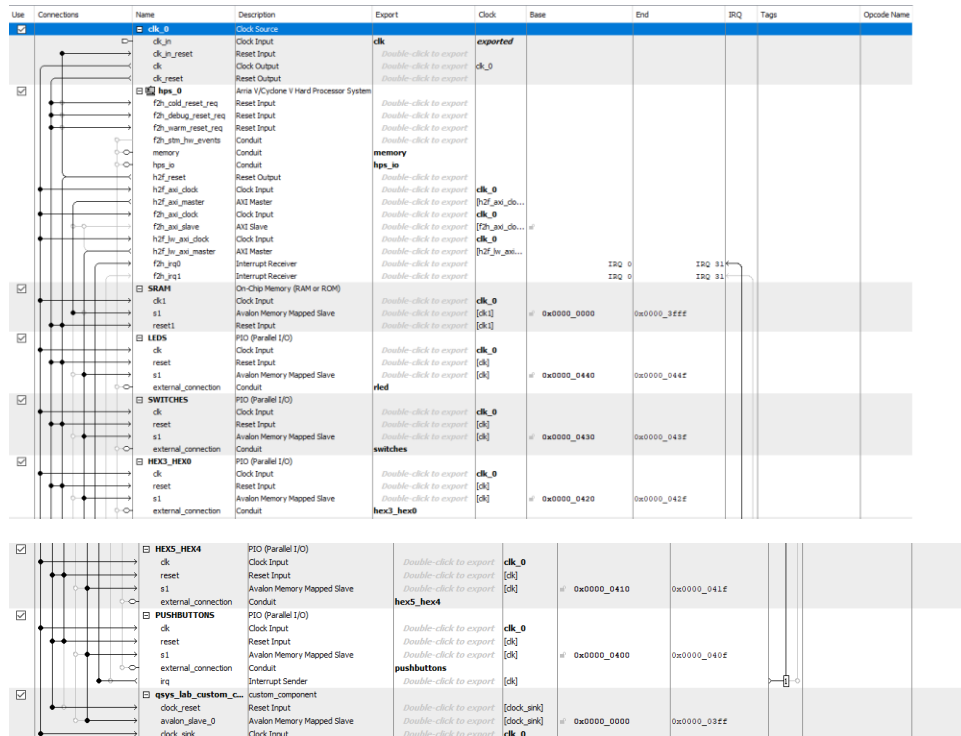 Use Connections Name Description Export Clock Base End IRQ Tags Opcode Name
clk_0 Clock Source
clk_in Clock Input clk exported
clk_in_reset Reset Input Double-click to export
clk Clock Output Double-click to export clk_0
clk_reset Reset Output Double-click to export
hps_0 Arria V/Cyclone V Hard Processor System
f2h_cold_reset_req Reset Input Double-click to export
f2h_debug_reset_req Reset Input Double-click to export
f2h_warm_reset_req Reset Input Double-click to export
f2h_stm_hw_events Conduit Double-click to export
memory Conduit memory
hps_io Conduit hps_io
h2f_reset Reset Output Double-click to export
h2f_axi_clock Clock Input Double-click to export clk_0
h2f_axi_master AXI Master Double-click to export [h2f_axi_do...
f2h_axi_clock Clock Input Double-click to export clk_0
f2h_axi_slave AXI Slave Double-click to export [f2h_axi_do...
h2f_lw_axi_clock Clock Input Double-click to export clk_0
h2f_lw_axi_master AXI Master Double-click to export [h2f_lw_axi...
f2h_irq0 Interrupt Receiver Double-click to export IRQ 0 IRQ 31
f2h_irq1 Interrupt Receiver Double-click to export IRQ 0 IRQ 31
SRAM On-Chip Memory (RAM or ROM)
clk1 Clock Input Double-click to export clk_0
s1 Avalon Memory Mapped Slave Double-click to export [clk1] 0x0000_0000 0x0000_3fff
reset1 Reset Input Double-click to export [clk1]
LEDS PIO (Parallel I/O)
clk Clock Input Double-click to export clk_0
reset Reset Input Double-click to export [clk]
s1 Avalon Memory Mapped Slave Double-click to export [clk] 0x0000_0440 0x0000_044f
external_connection Conduit rled
SWITCHES PIO (Parallel I/O)
clk Clock Input Double-click to export clk_0
reset Reset Input Double-click to export [clk]
s1 Avalon Memory Mapped Slave Double-click to export [clk] 0x0000_0430 0x0000_043f
external_connection Conduit switches
HEX3_HEX0 PIO (Parallel I/O)
clk Clock Input Double-click to export clk_0
reset Reset Input Double-click to export [clk]
s1 Avalon Memory Mapped Slave Double-click to export [clk] 0x0000_0420 0x0000_042f
external_connection Conduit hex3_hex0
HEX5_HEX4 PIO (Parallel I/O)
clk Clock Input Double-click to export clk_0
reset Reset Input Double-click to export [clk]
s1 Avalon Memory Mapped Slave Double-click to export [clk] 0x0000_0410 0x0000_041f
external_connection Conduit hex5_hex4
PUSHBUTTONS PIO (Parallel I/O)
clk Clock Input Double-click to export clk_0
reset Reset Input Double-click to export [clk]
s1 Avalon Memory Mapped Slave Double-click to export [clk] 0x0000_0400 0x0000_040f
external_connection Conduit pushbuttons
irq Interrupt Sender Double-click to export [clk] 1
qsys_lab_custom_c... custom_component
clock_reset Reset Input Double-click to export [clock_sink]
avalon_slave_0 Avalon Memory Mapped Slave Double-click to export [clock_sink] 0x0000_0000 0x0000_03ff
clock_sink Clock Input Double-click to export clk_0